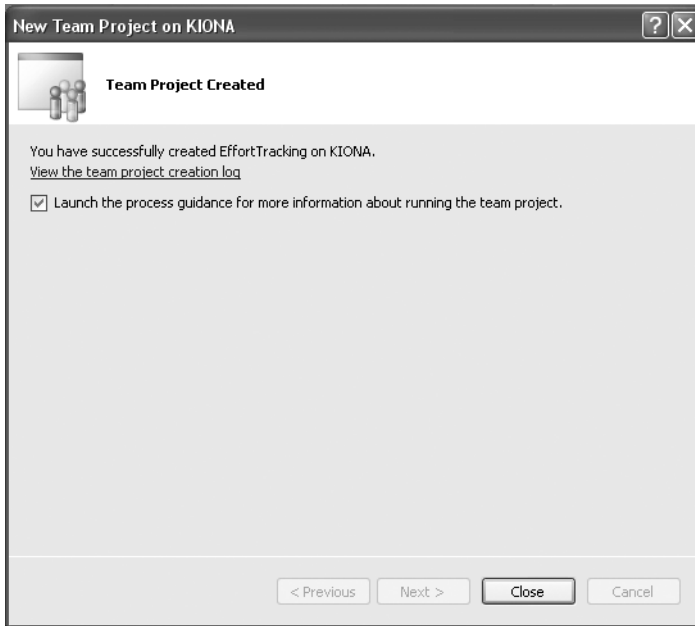 New Team Project on KIONA
Team Project Created
You have successfully created EffortTracking on KIONA.
View the team project creation log
Launch the process guidance for more information about running the team project.
< Previous
Next >
Close
Cancel